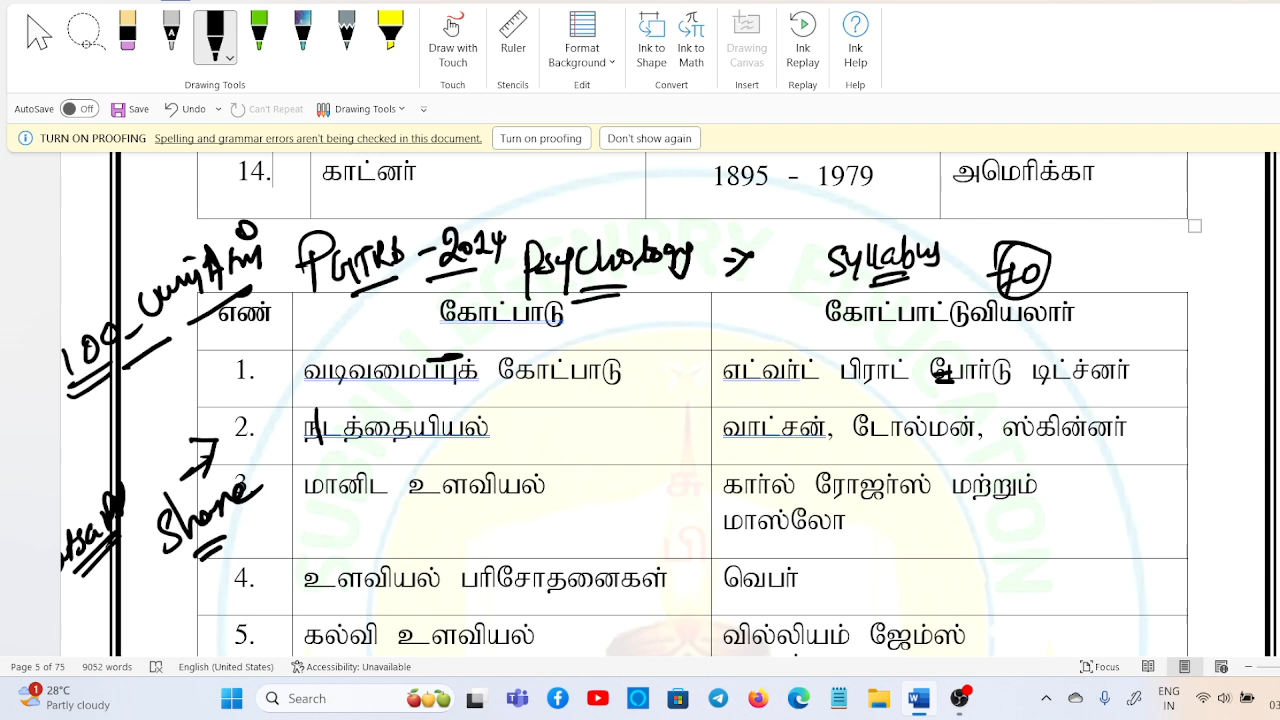 Draw with Touch
Ruler
Format Background
Ink to Shape
Ink to Math
Drawing Canvas
Ink Replay
Ink Help
Drawing Tools
Touch
Stencils
Edit
Convert
Insert
Replay
Help
AutoSave Off Save Undo Can't Repeat Drawing Tools
TURN ON PROOFING Spelling and grammar errors aren't being checked in this document. Turn on proofing Don't show again
14. காட்னர் 1895 - 1979 அமெரிக்கா
PGTRB - 2024 Psychology → Syllabus 40
100 -
எண் கோட்பாடு கோட்பாட்டுவியலார்
1. வடிவமைப்புக் கோட்பாடு எட்வர்ட் பிராட் போர்டு டிட்ச்னர்
2. நடத்தையியல் வாட்சன், டோல்மன், ஸ்கின்னர்
3. மானிட உளவியல் கார்ல் ரோஜர்ஸ் மற்றும்
மாஸ்லோ
Share
4. உளவியல் பரிசோதனைகள் வெபர்
5. கல்வி உளவியல் வில்லியம் ஜேம்ஸ்
Page 5 of 75 9052 words English (United States) Accessibility: Unavailable Focus
1 28°C
Partly cloudy
Search
ENG
IN